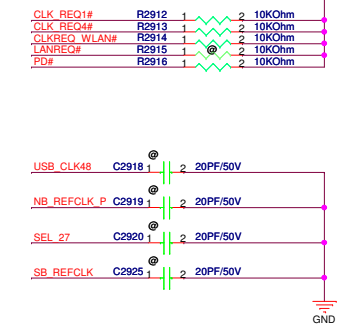 CLK_REQ1# R2912 1 2 10KOhm
CLK_REQ4# R2913 1 2 10KOhm
CLKREQ_WLAN# R2914 1 2 10KOhm
LANREQ# R2915 1 @ 2 10KOhm
PD# R2916 1 2 10KOhm
@
USB_CLK48 C2918 1 2 20PF/50V
@
NB_REFCLK_P C2919 1 2 20PF/50V
@
SEL_27 C2920 1 2 20PF/50V
@
SB_REFCLK C2925 1 2 20PF/50V
GND